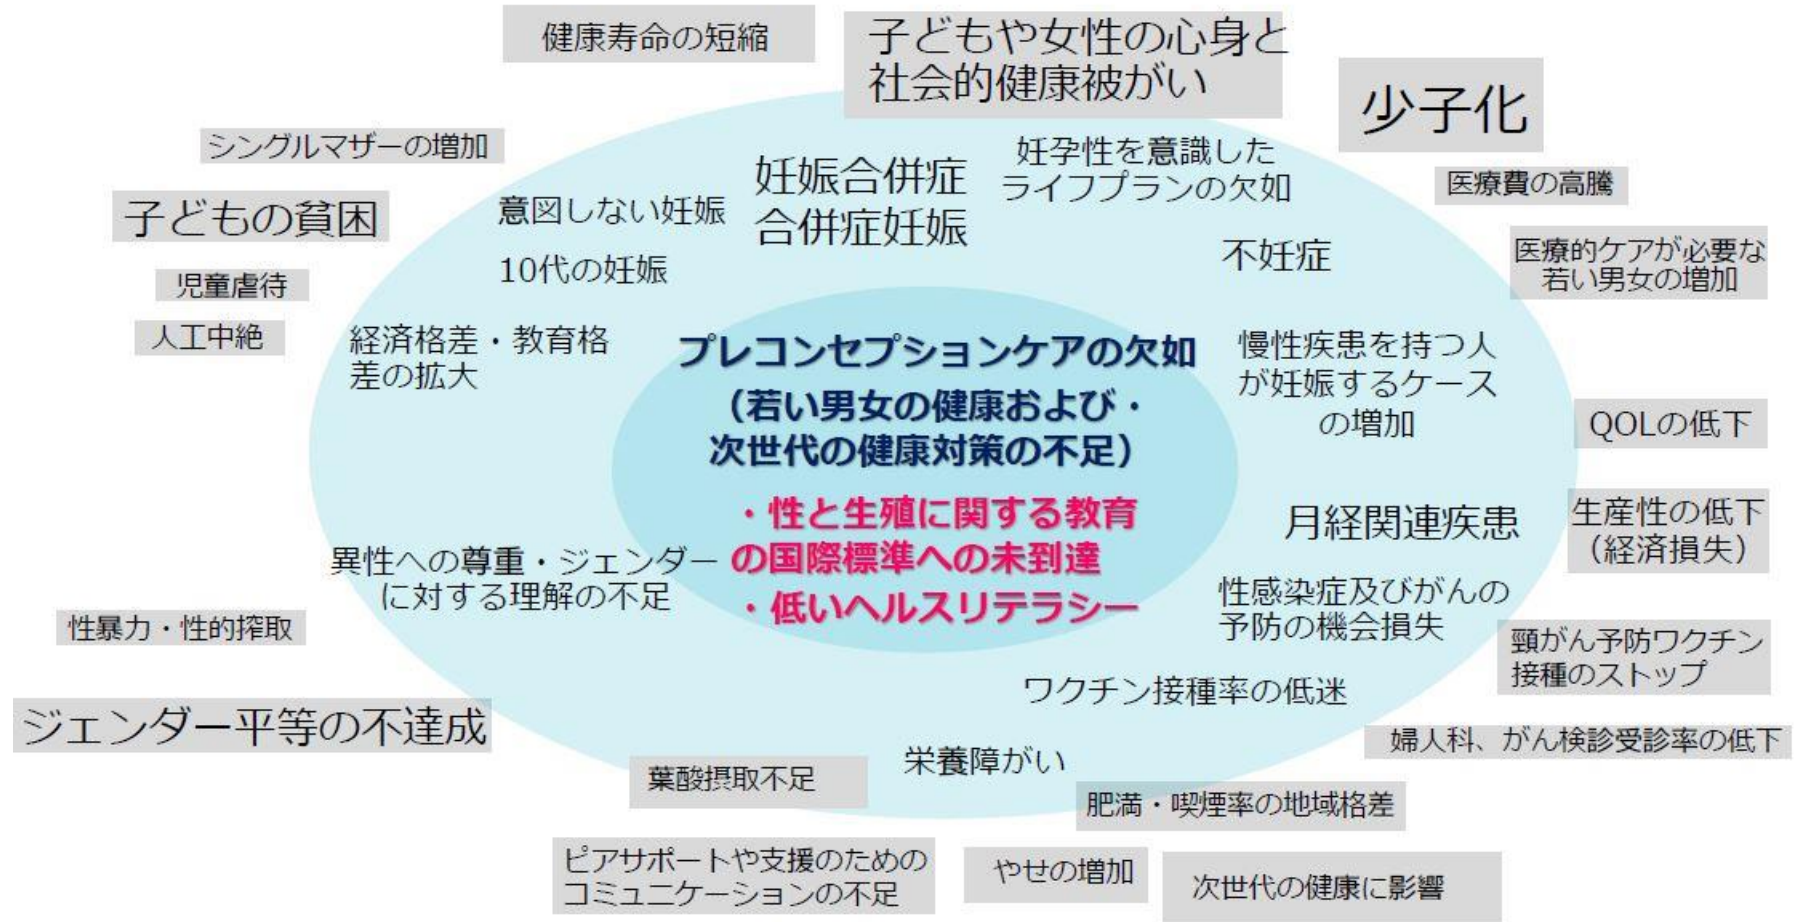 健康寿命の短縮
子どもや女性の心身と
社会的健康被がい
少子化
シングルマザーの増加
妊娠合併症
合併症妊娠
妊孕性を意識した
ライフプランの欠如
医療費の高騰
子どもの貧困
意図しない妊娠
10代の妊娠
不妊症
医療的ケアが必要な
若い男女の増加
児童虐待
人工中絶
経済格差・教育格
差の拡大
プレコンセプションケアの欠如
（若い男女の健康および・
次世代の健康対策の不足）
・性と生殖に関する教育
の国際標準への未到達
・低いヘルスリテラシー
慢性疾患を持つ人
が妊娠するケース
の増加
QOLの低下
月経関連疾患
生産性の低下
（経済損失）
異性への尊重・ジェンダー
に対する理解の不足
性感染症及びがんの
予防の機会損失
性暴力・性的搾取
頸がん予防ワクチン
接種のストップ
ワクチン接種率の低迷
ジェンダー平等の不達成
婦人科、がん検診受診率の低下
栄養障がい
葉酸摂取不足
肥満・喫煙率の地域格差
ピアサポートや支援のための
コミュニケーションの不足
やせの増加
次世代の健康に影響